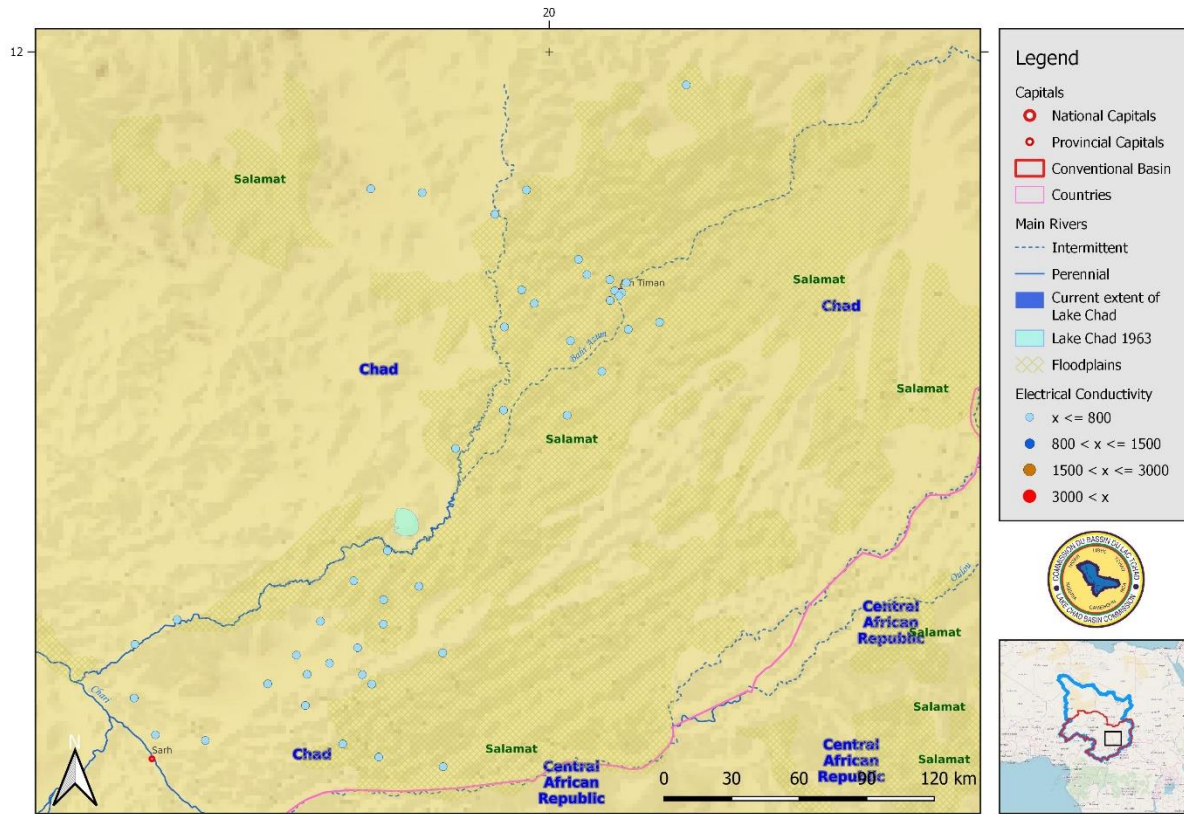 20
12
Salamat
Am Timan
Salamat
Chad
Bahr Azum
Chad
Salamat
Salamat
Oulou
Central
African
Republic
Salamat
Chari
Salamat
Sarh
Chad
Salamat
Central
African
Republic
Central
African
Republic
Salamat
N
0 30 60 90 120 km
Legend
Capitals
National Capitals
Provincial Capitals
Conventional Basin
Countries
Main Rivers
Intermittent
Perennial
Current extent of
Lake Chad
Lake Chad 1963
Floodplains
Electrical Conductivity
x <= 800
800 < x <= 1500
1500 < x <= 3000
3000 < x
COMMISSION DU BASSIN DU LAC TCHAD
LAKE CHAD BASIN COMMISSION